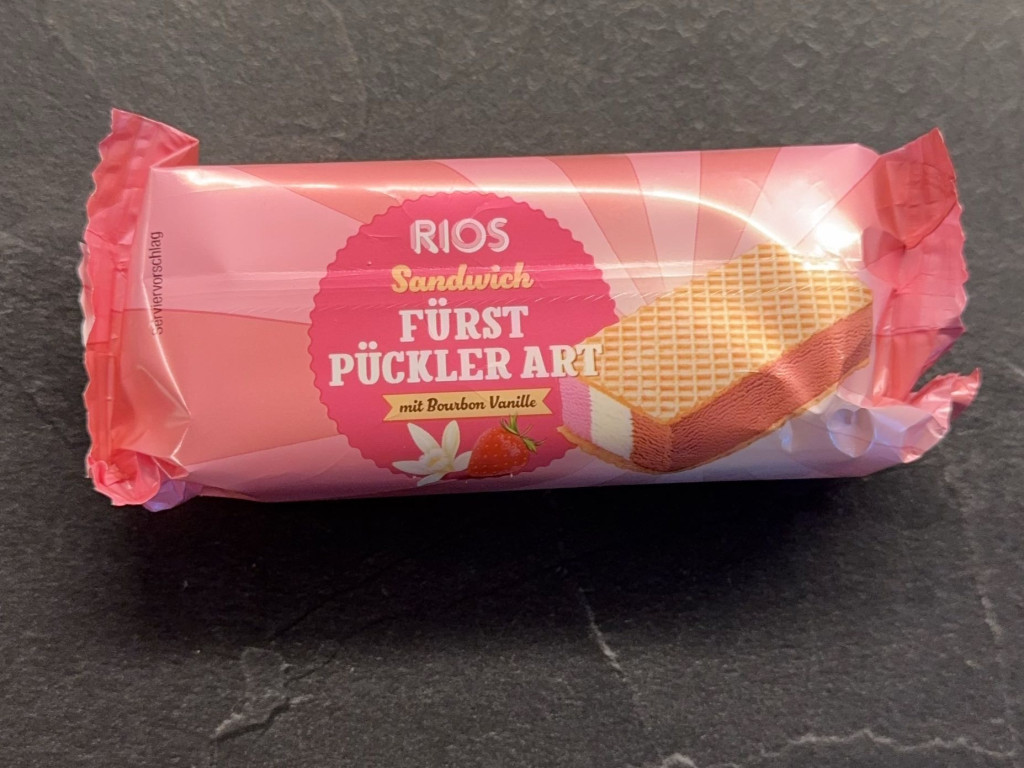 RIOS
Sandwich
FÜRST
PÜCKLER ART
mit Bourbon Vanille
Serviervorschlag